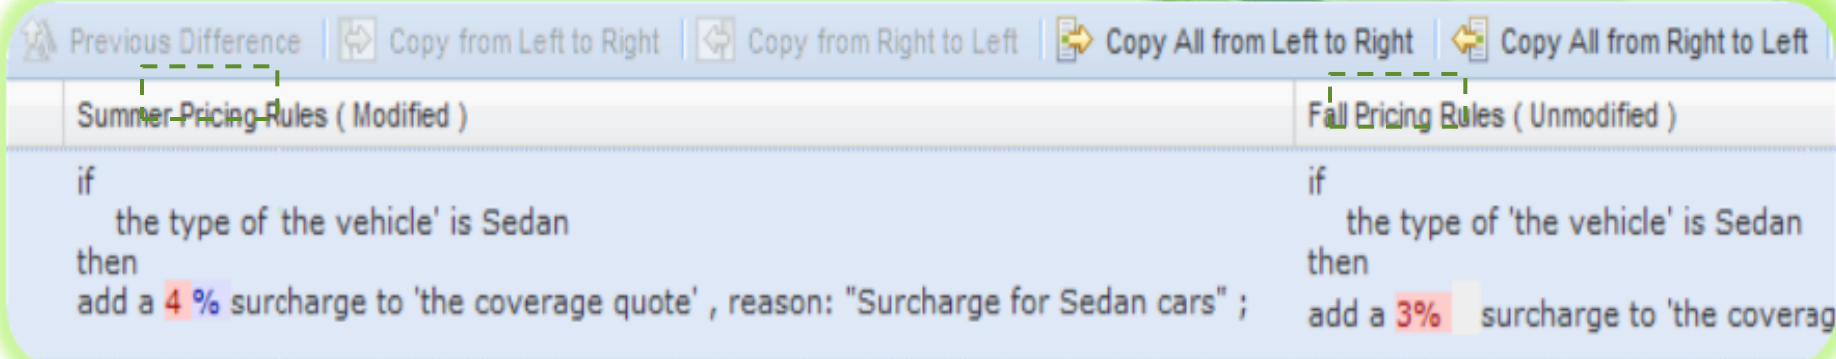 Previous Difference Copy from Left to Right Copy from Right to Left Copy All from Left to Right Copy All from Right to Left
Summer Pricing Rules ( Modified ) Fall Pricing Rules ( Unmodified )
if
the type of 'the vehicle' is Sedan
then
add a 4 % surcharge to 'the coverage quote' , reason: "Surcharge for Sedan cars" ;
if
the type of 'the vehicle' is Sedan
then
add a 3% surcharge to 'the coverag